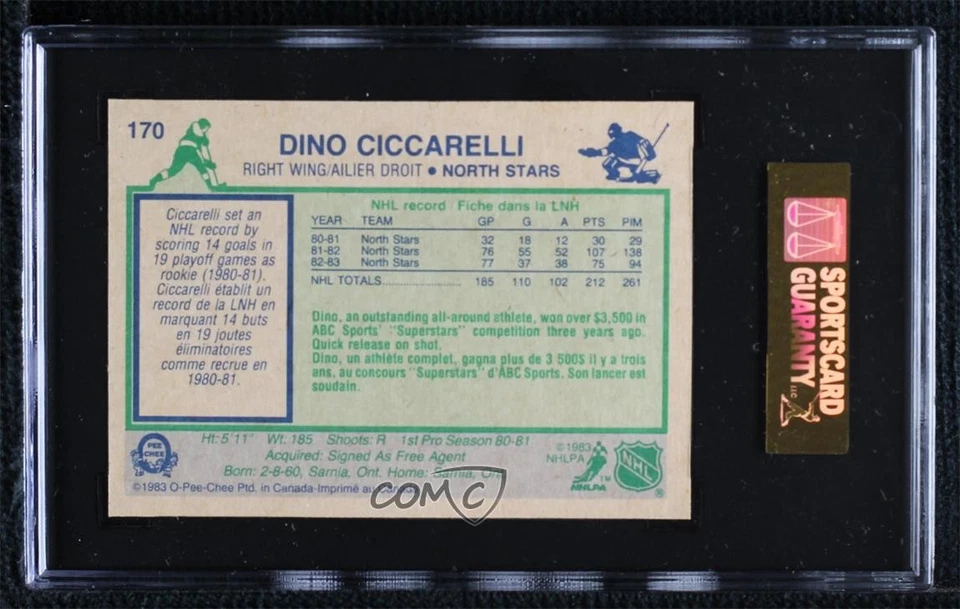 170
DINO CICCARELLI
RIGHT WING/AILIER DROIT • NORTH STARS
Ciccarelli set an
NHL record by
scoring 14 goals in
19 playoff games as
rookie (1980-81).
Ciccarelli établit un
record de la LNH en
marquant 14 buts
en 19 joutes
éliminatoires
comme recrue en
1980-81.
NHL record Fiche dans la LNH
YEAR TEAM GP G A PTS PIM
80-81 North Stars 32 18 12 30 29
81-82 North Stars 76 55 52 107 138
82-83 North Stars 77 37 38 75 94
NHL TOTALS 185 110 102 212 261
Dino, an outstanding all-around athlete, won over $3,500 in
ABC Sports' "Superstars" competition three years ago.
Quick release on shot.
Dino, un athlète complet, gagna plus de 3 500$ il y a trois
ans, au concours "Superstars" d'ABC Sports. Son lancer est
soudain.
PEE
CHEE
Ht: 5'11" Wt: 185 Shoots: R 1st Pro Season 80-81
Acquired: Signed As Free Agent
Born: 2-8-60, Sarnia, Ont. Home: Sarnia, Ont.
©1983 O-Pee-Chee Ptd. in Canada-Imprimé au Canada
©1983
NHLPA
NHLPA
TM
NHL
®
COMC
SPORTSCARD
GUARANTY LLC